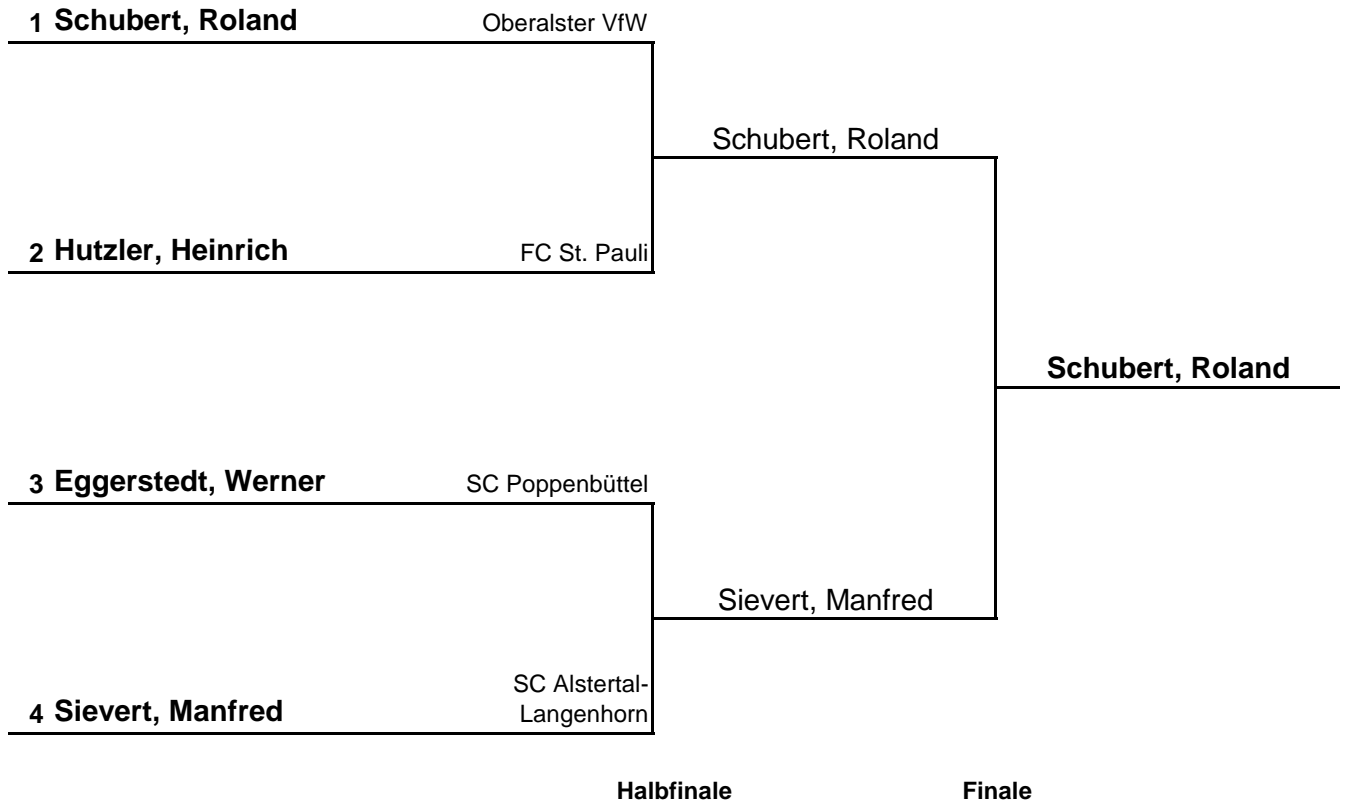 1 Schubert, Roland Oberalster VfW
Schubert, Roland
2 Hutzler, Heinrich FC St. Pauli
Schubert, Roland
3 Eggerstedt, Werner SC Poppenbüttel
Sievert, Manfred
SC Alstertal-
4 Sievert, Manfred Langenhorn
Halbfinale Finale